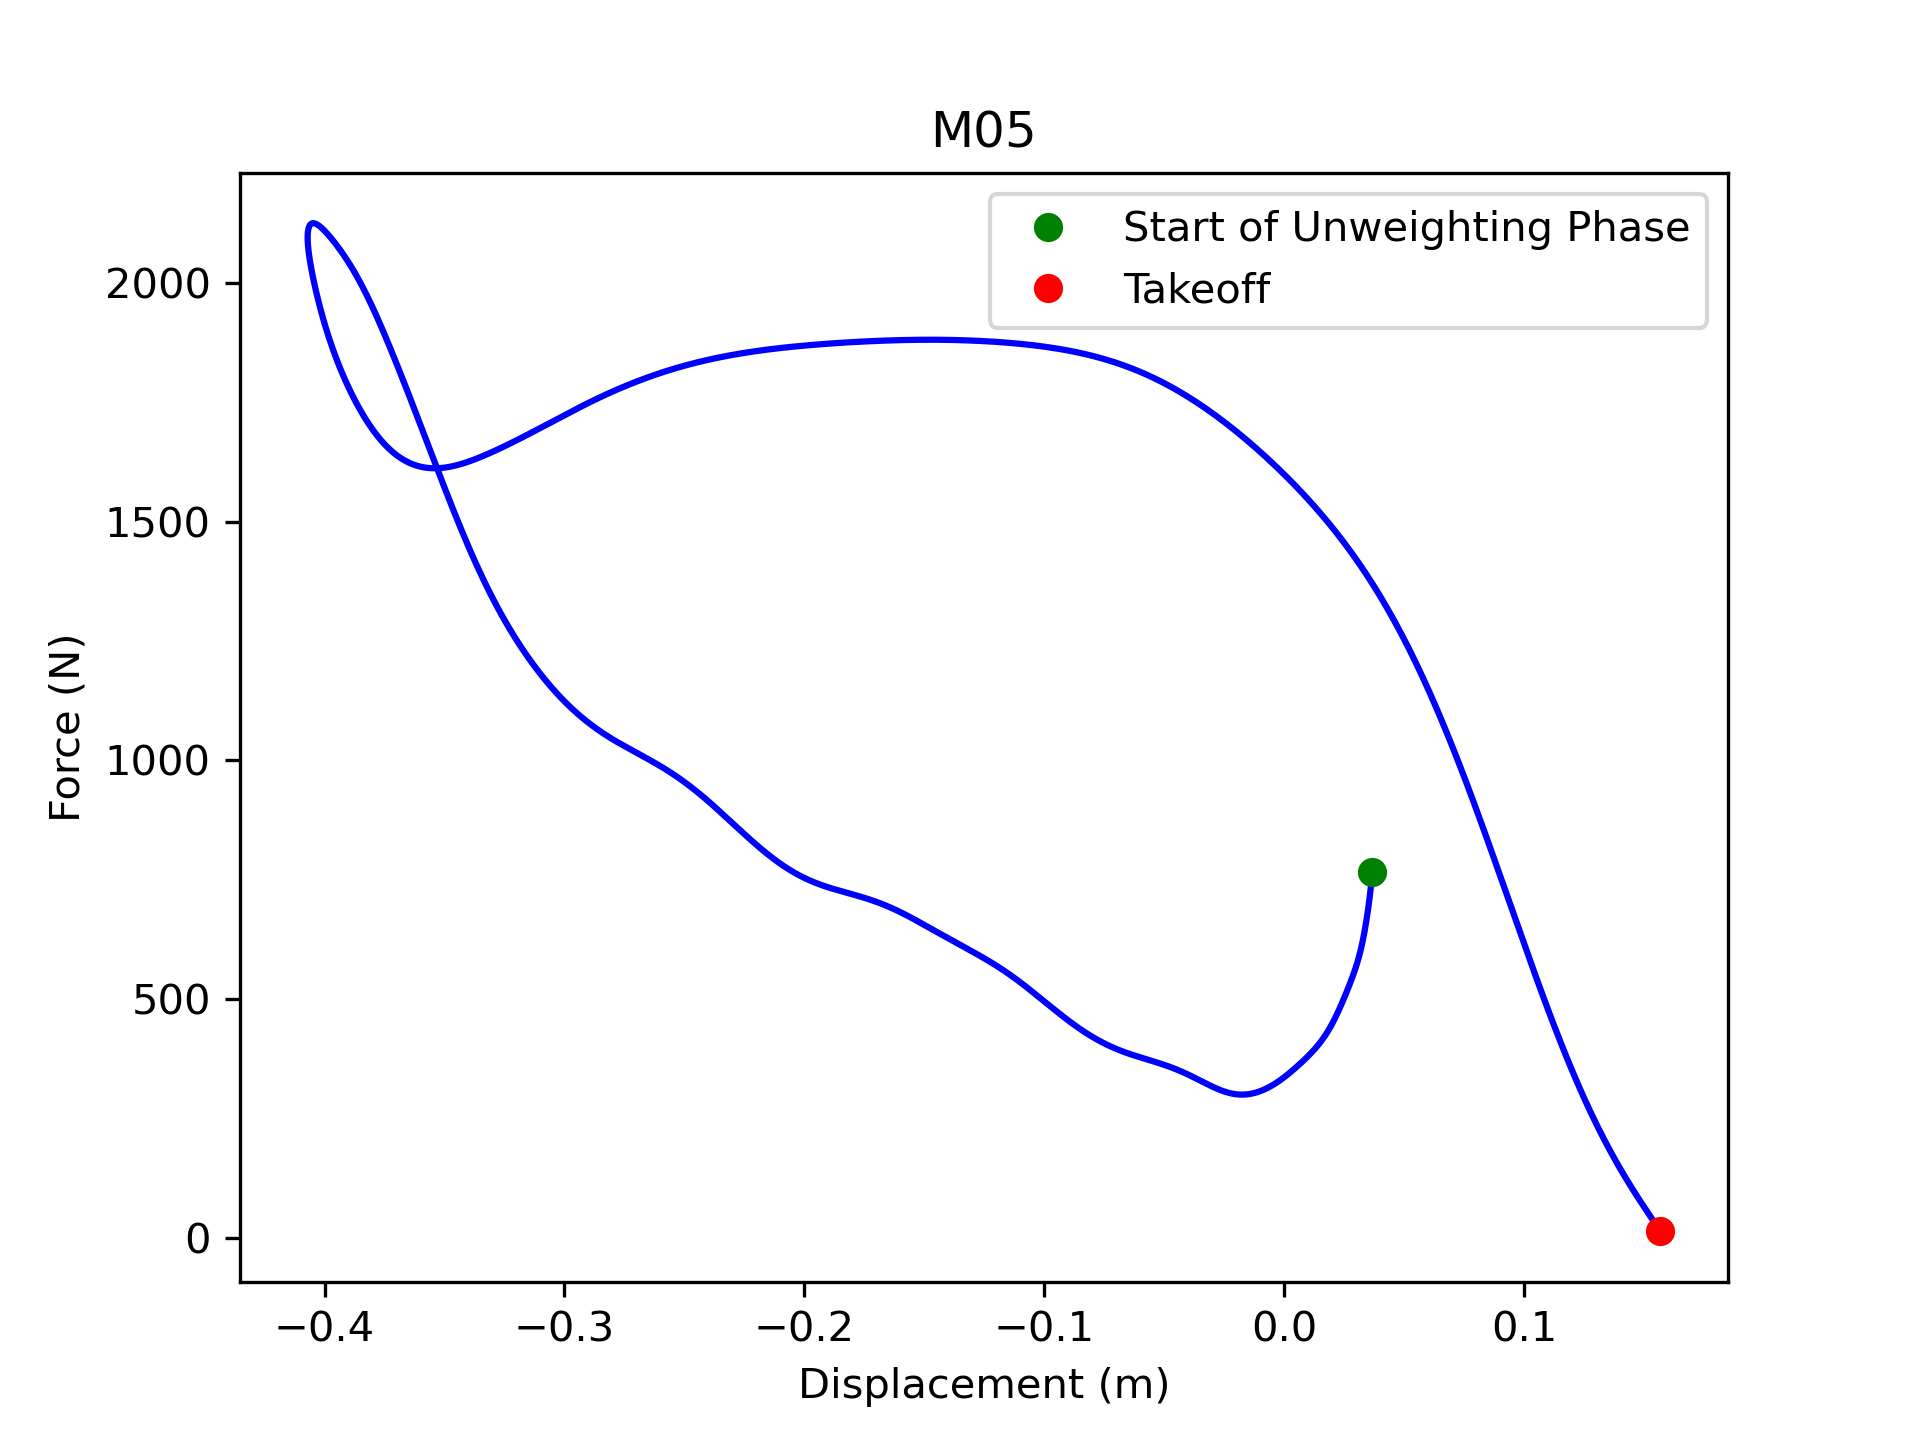 M05
Start of Unweighting Phase
Takeoff
2000
1500
1000
500
0
Force (N)
−0.4 −0.3 −0.2 −0.1 0.0 0.1
Displacement (m)